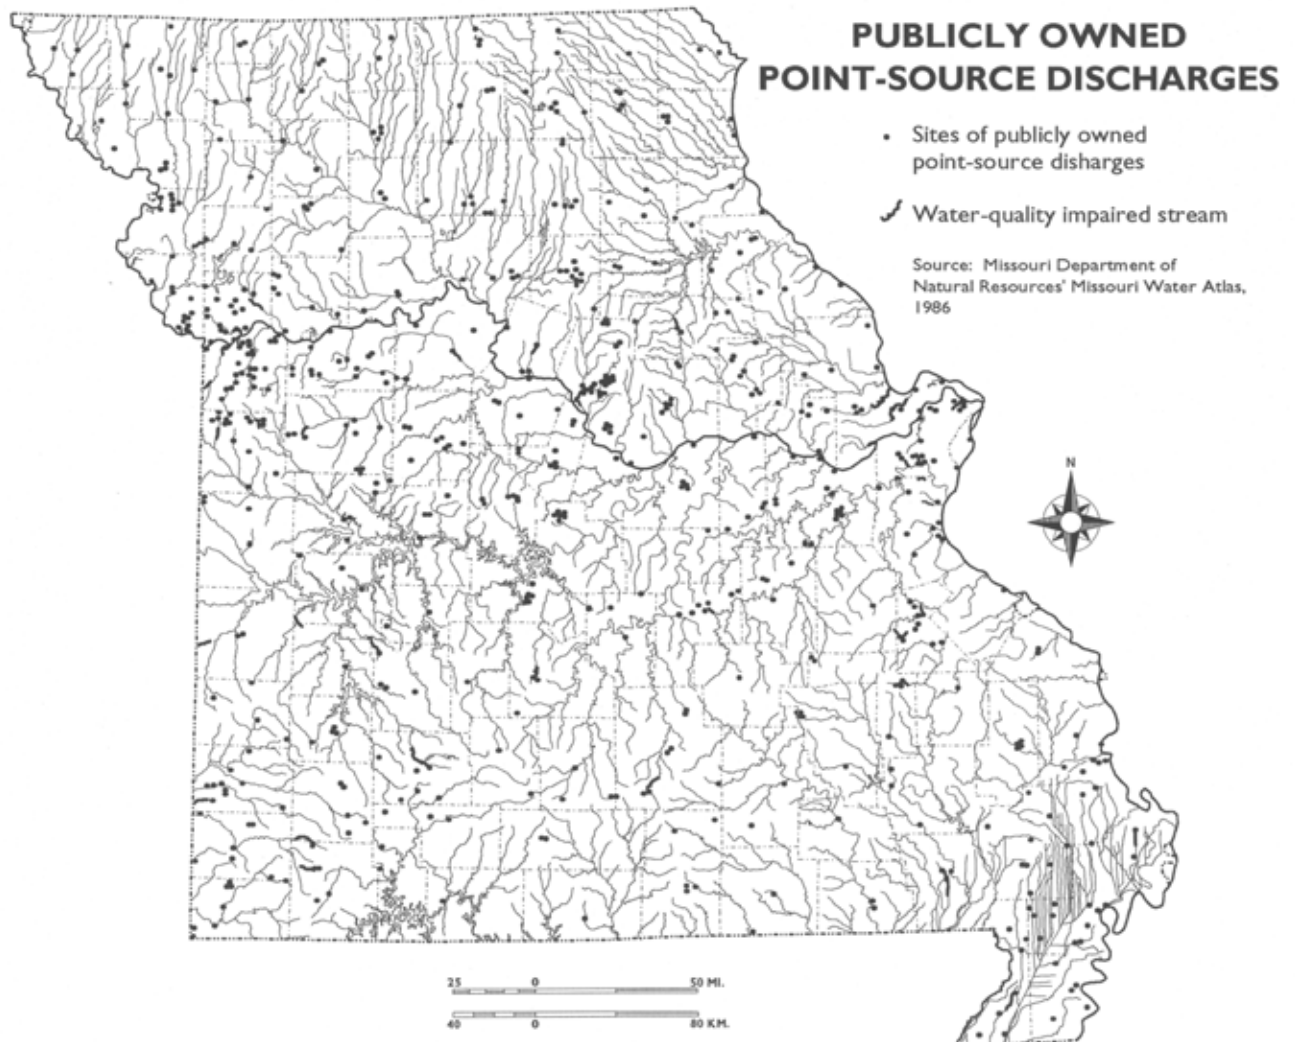 PUBLICLY OWNED
POINT-SOURCE DISCHARGES
Sites of publicly owned
point-source disharges
Water-quality impaired stream
Source: Missouri Department of
Natural Resources' Missouri Water Atlas,
1986
N
25 0 50 MI.
40 0 80 KM.